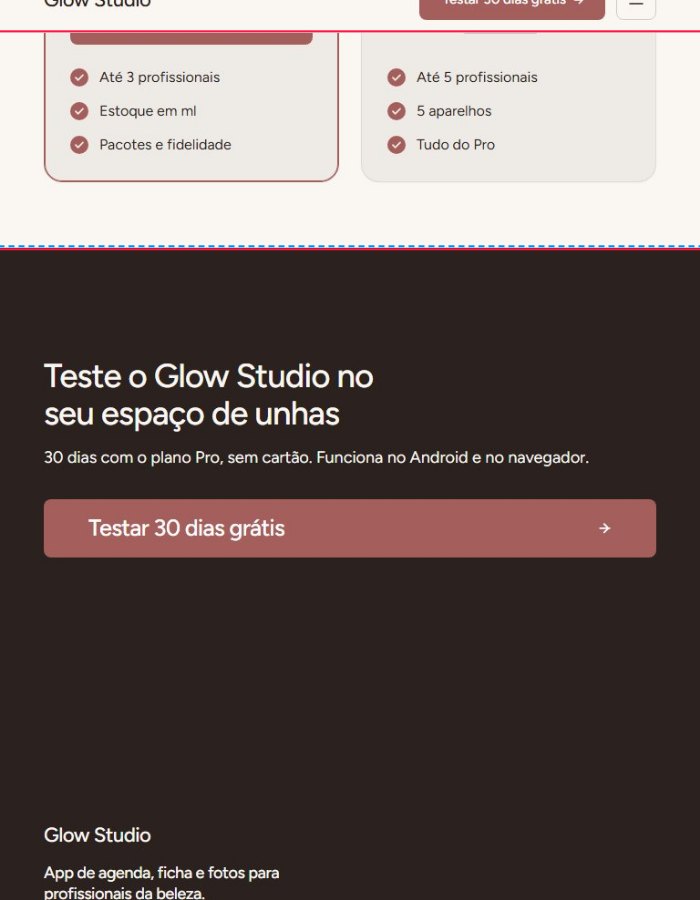 Glow Studio
Testar 30 dias grátis →
Até 3 profissionais
Estoque em ml
Pacotes e fidelidade
Até 5 profissionais
5 aparelhos
Tudo do Pro
Teste o Glow Studio no
seu espaço de unhas
30 dias com o plano Pro, sem cartão. Funciona no Android e no navegador.
Testar 30 dias grátis →
Glow Studio
App de agenda, ficha e fotos para
profissionais da beleza.